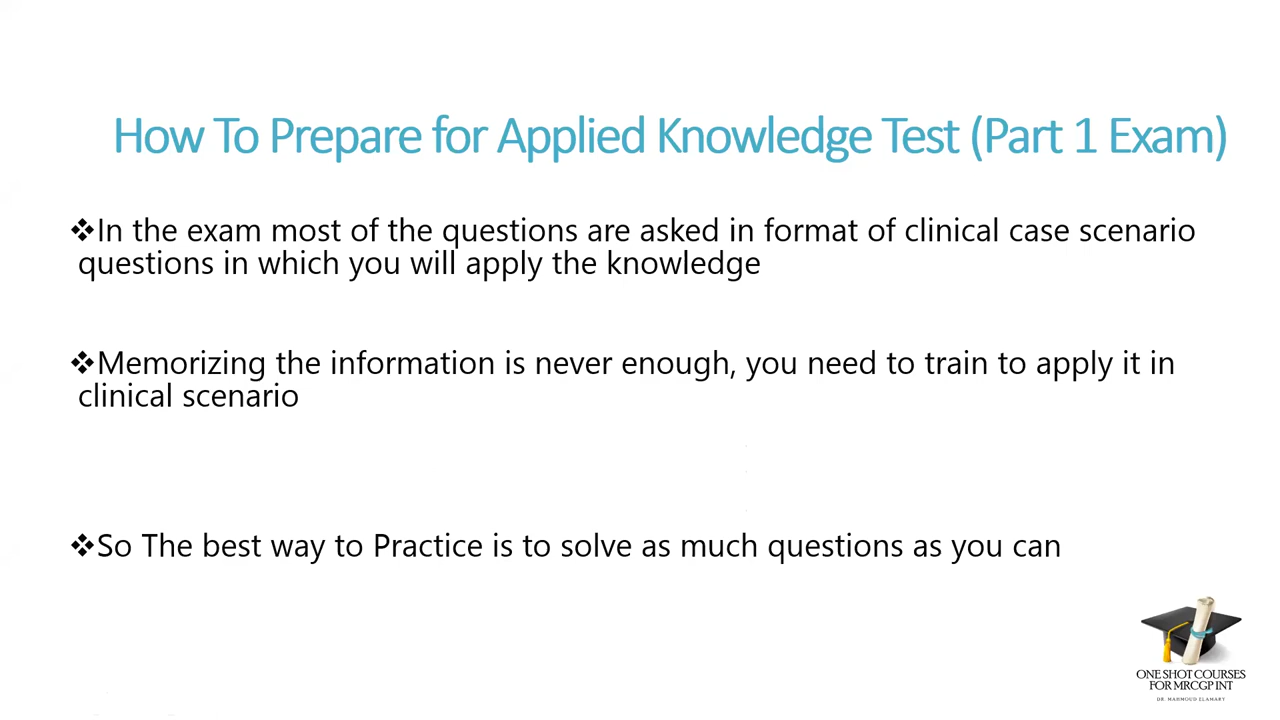 How To Prepare for Applied Knowledge Test (Part 1 Exam)
❖In the exam most of the questions are asked in format of clinical case scenario
questions in which you will apply the knowledge
❖Memorizing the information is never enough, you need to train to apply it in
clinical scenario
❖So The best way to Practice is to solve as much questions as you can
ONE SHOT COURSES
FOR MRCGP INT
DR. MAHMOUD ELAMARY